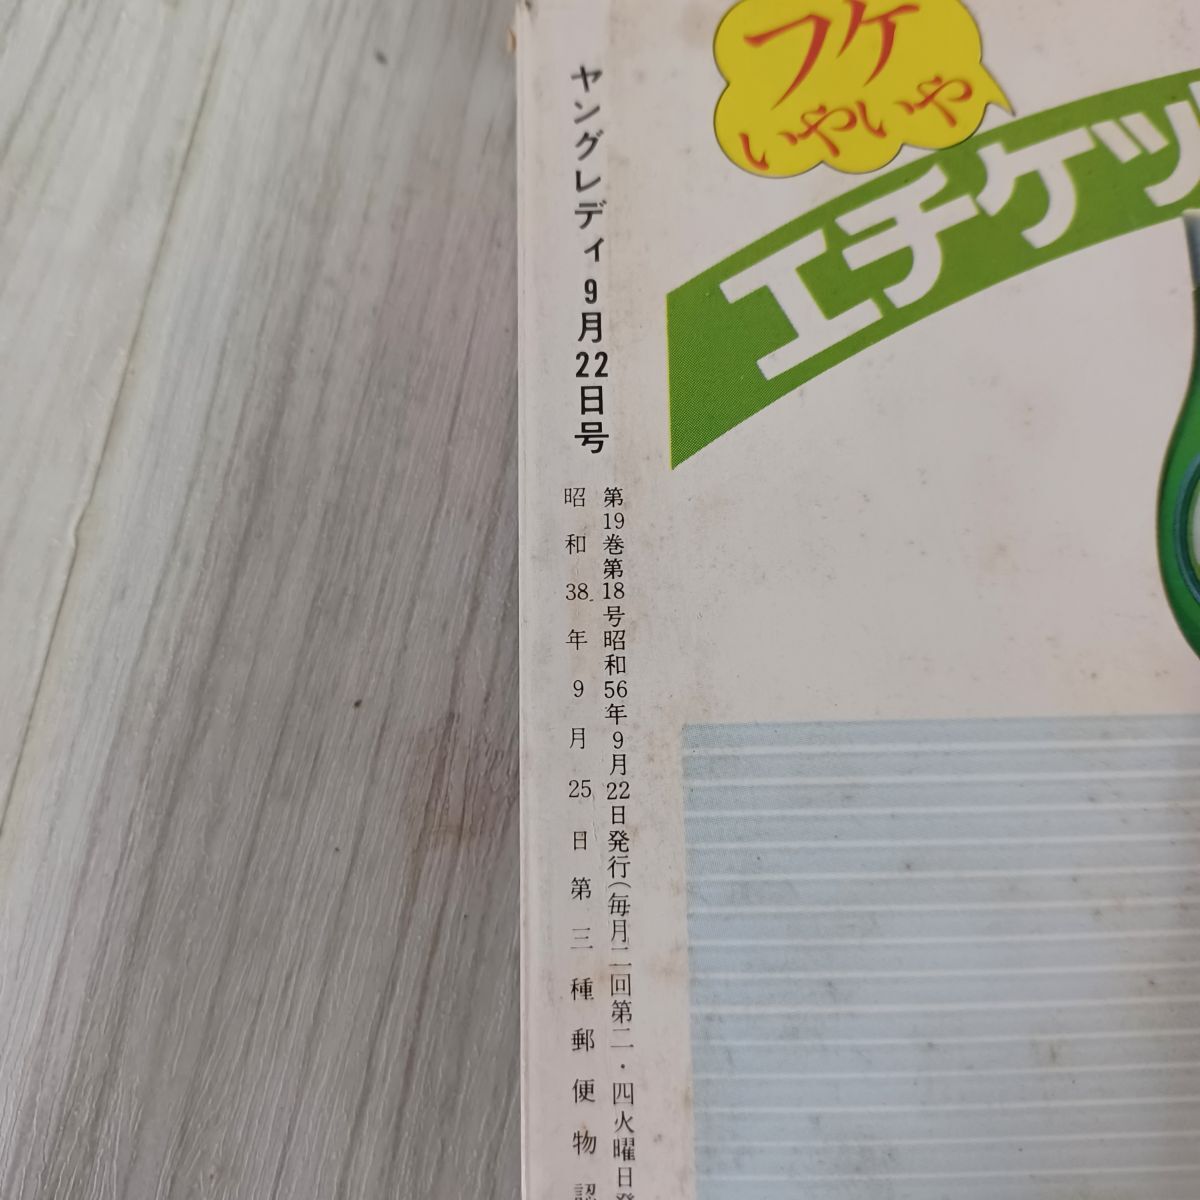 ヤングレディ 9月22日号
第19巻第18号昭和56年9月22日発行(毎月二回第二・四火曜日発
昭和38年9月25日第三種郵便物認
フケ
いやいや
エチケッ